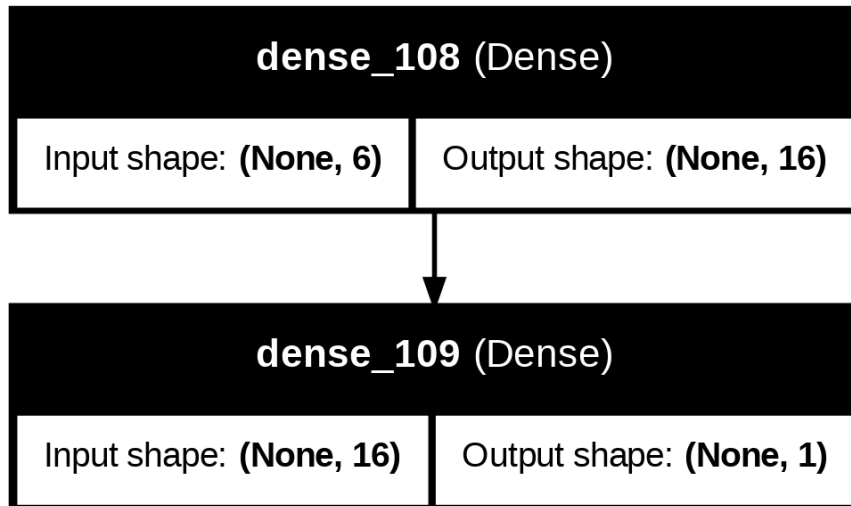 dense_108 (Dense)
Input shape: (None, 6) Output shape: (None, 16)
dense_109 (Dense)
Input shape: (None, 16) Output shape: (None, 1)